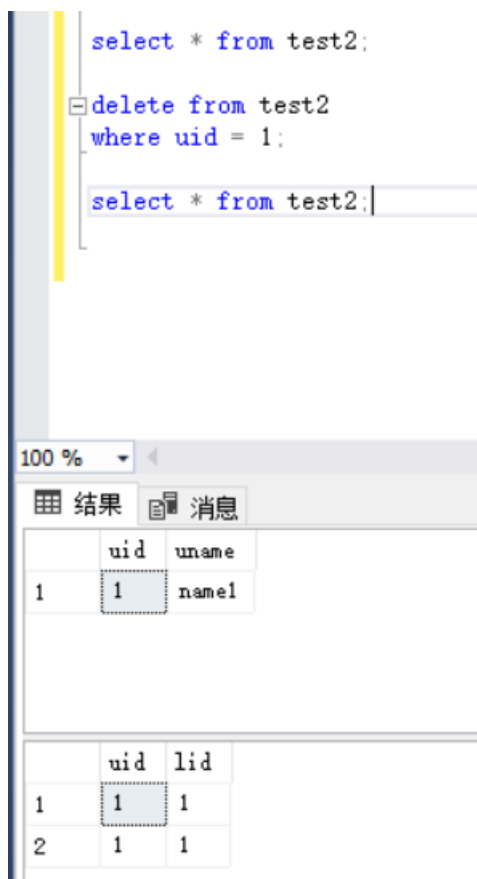 select * from test2;
delete from test2
where uid = 1;
select * from test2;
100 %
结果 消息
uid uname
1 1 name1
uid lid
1 1 1
2 1 1